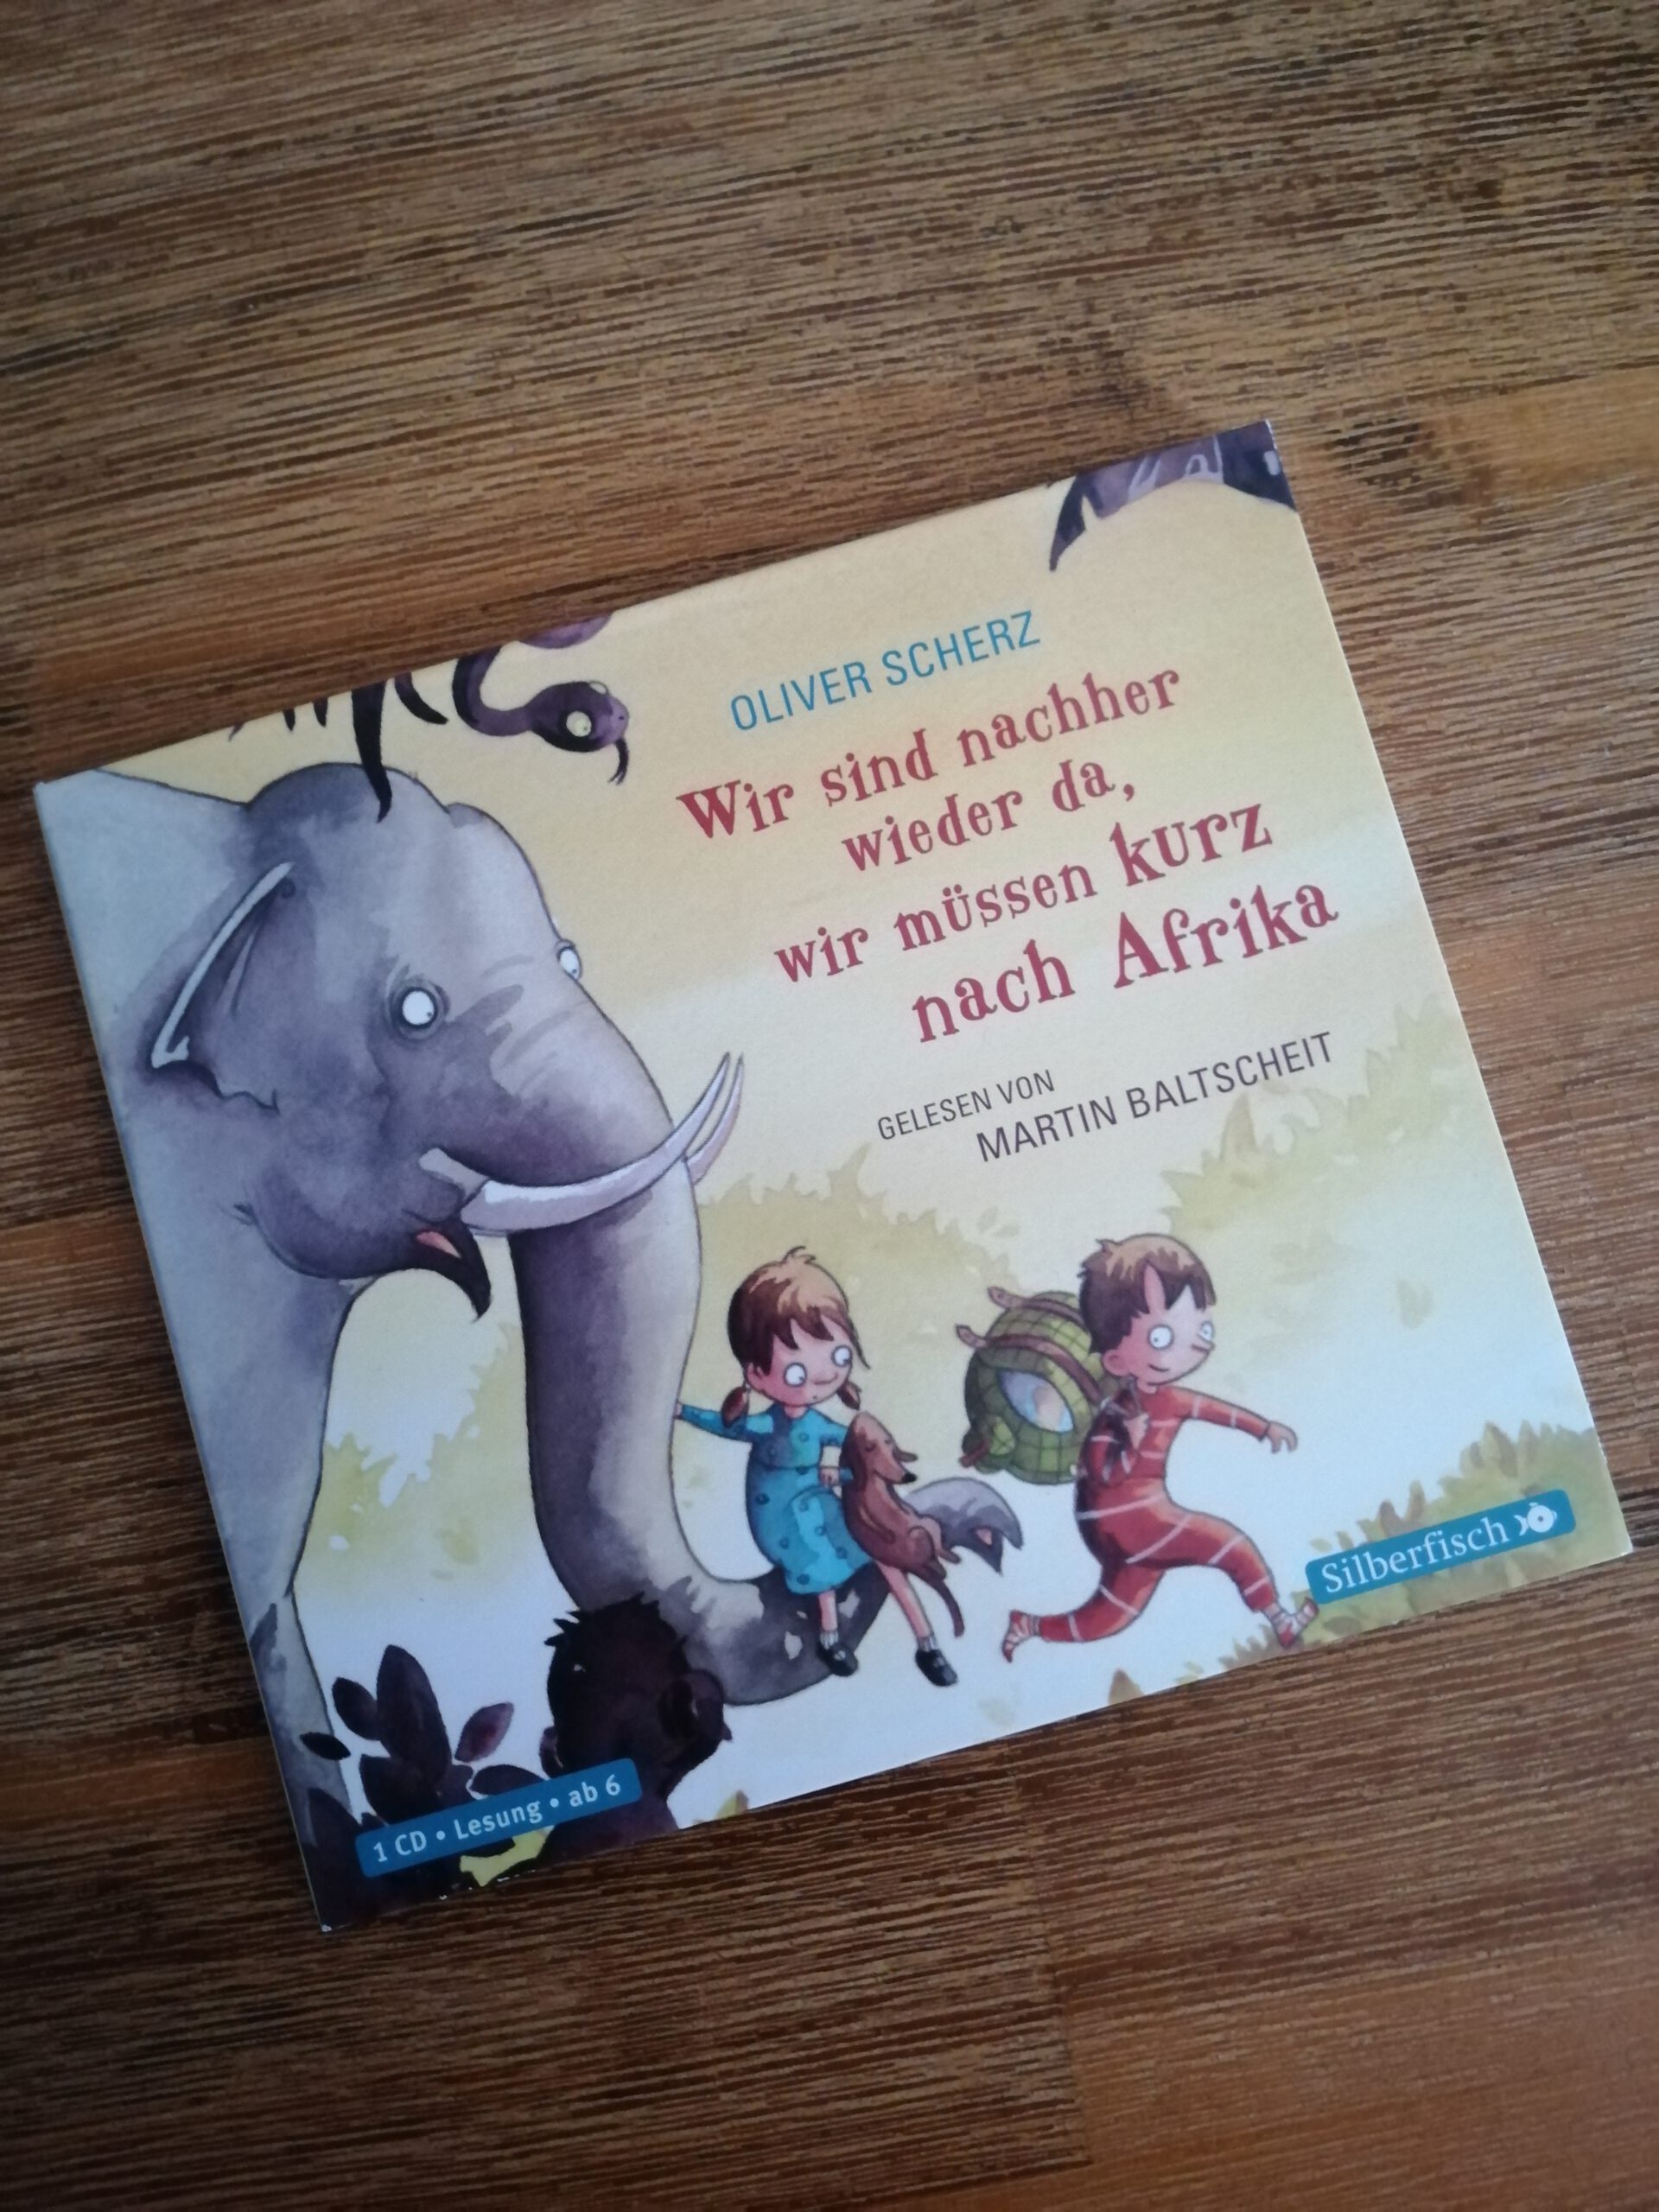 OLIVER SCHERZ
Wir sind nachher
wieder da,
wir müssen kurz
nach Afrika
GELESEN VON
MARTIN BALTSCHEIT
Silberfisch
1 CD • Lesung • ab 6